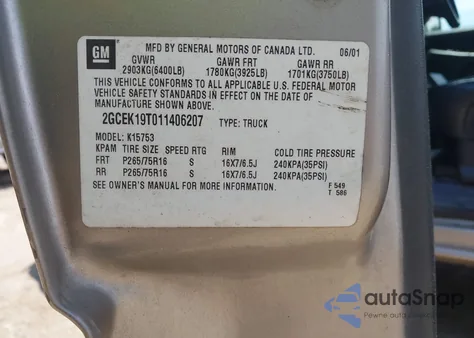 GM
MFD BY GENERAL MOTORS OF CANADA LTD. 06/01
GVWR GAWR FRT GAWR RR
2903KG(6400LB) 1780KG(3925LB) 1701KG(3750LB)
THIS VEHICLE CONFORMS TO ALL APPLICABLE U.S. FEDERAL MOTOR
VEHICLE SAFETY STANDARDS IN EFFECT ON THE DATE OF
MANUFACTURE SHOWN ABOVE.
2GCEK19T011406207 TYPE: TRUCK
MODEL: K15753
KPAM TIRE SIZE SPEED RTG RIM COLD TIRE PRESSURE
FRT P265/75R16 S 16X7/6.5J 240KPA(35PSI)
RR P265/75R16 S 16X7/6.5J 240KPA(35PSI)
SEE OWNER'S MANUAL FOR MORE INFORMATION.
F 549
T 586
autoSnap
Pewne auto prosto z